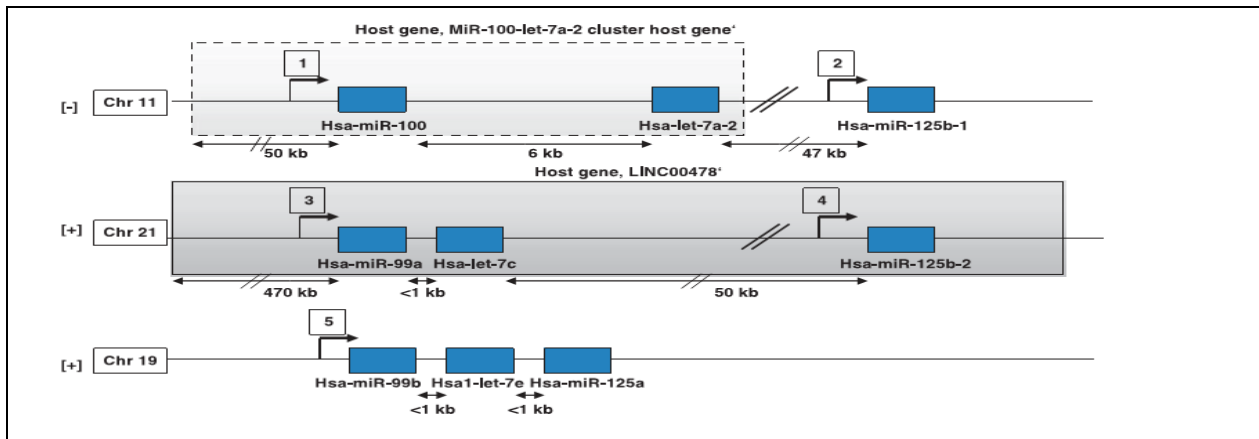 Host gene, MiR-100-let-7a-2 cluster host gene‘
1 2
[-] Chr 11
Hsa-miR-100 Hsa-let-7a-2 Hsa-miR-125b-1
50 kb 6 kb 47 kb
Host gene, LINC00478‘
3 4
[+] Chr 21
Hsa-miR-99a Hsa-let-7c Hsa-miR-125b-2
470 kb <1 kb 50 kb
5
[+] Chr 19
Hsa-miR-99b Hsa1-let-7e Hsa-miR-125a
<1 kb <1 kb